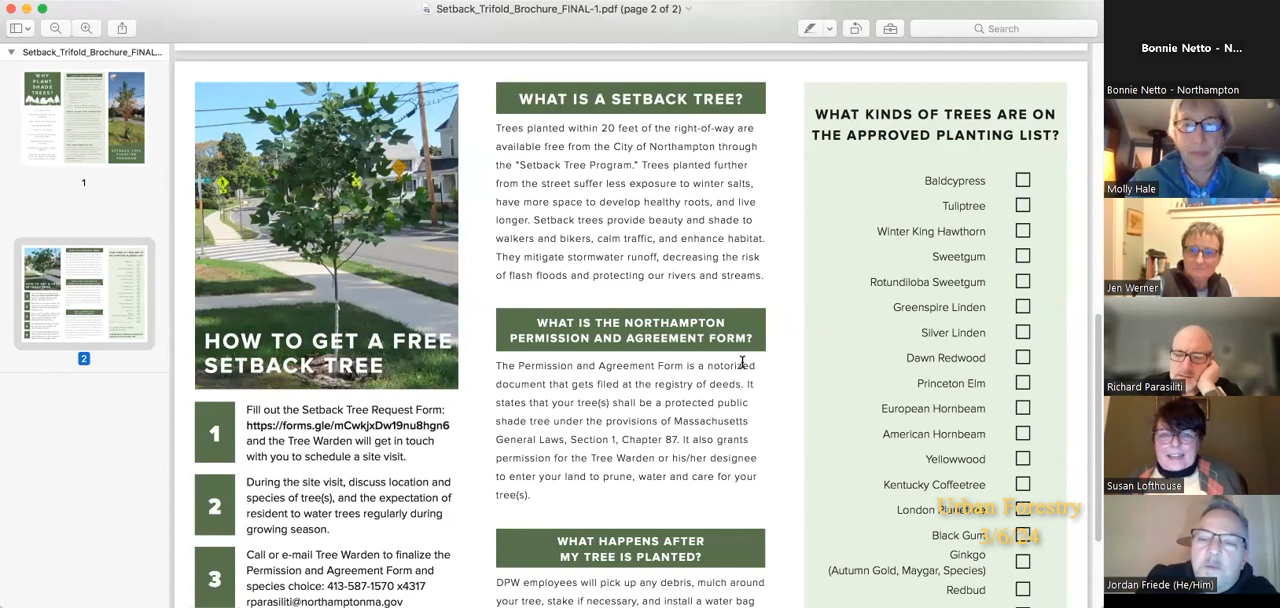 Setback_Trifold_Brochure_FINAL-1.pdf (page 2 of 2)
Search
Setback_Trifold_Brochure_FINAL...
WHY
PLANT
SHADE
TREES?
1
2
HOW TO GET A FREE
SETBACK TREE
1
Fill out the Setback Tree Request Form:
https://forms.gle/mCwkjxDw19nu8hgn6
and the Tree Warden will get in touch
with you to schedule a site visit.
2
During the site visit, discuss location and
species of tree(s), and the expectation of
resident to water trees regularly during
growing season.
3
Call or e-mail Tree Warden to finalize the
Permission and Agreement Form and
species choice: 413-587-1570 x4317
rparasiliti@northamptonma.gov
WHAT IS A SETBACK TREE?
Trees planted within 20 feet of the right-of-way are
available free from the City of Northampton through
the "Setback Tree Program." Trees planted further
from the street suffer less exposure to winter salts,
have more space to develop healthy roots, and live
longer. Setback trees provide beauty and shade to
walkers and bikers, calm traffic, and enhance habitat.
They mitigate stormwater runoff, decreasing the risk
of flash floods and protecting our rivers and streams.
WHAT IS THE NORTHAMPTON
PERMISSION AND AGREEMENT FORM?
The Permission and Agreement Form is a notorized
document that gets filed at the registry of deeds. It
states that your tree(s) shall be a protected public
shade tree under the provisions of Massachusetts
General Laws, Section 1, Chapter 87. It also grants
permission for the Tree Warden or his/her designee
to enter your land to prune, water and care for your
tree(s).
WHAT HAPPENS AFTER
MY TREE IS PLANTED?
DPW employees will pick up any debris, mulch around
your tree, stake if necessary, and install a water bag
WHAT KINDS OF TREES ARE ON
THE APPROVED PLANTING LIST?
Baldcypress
Tuliptree
Winter King Hawthorn
Sweetgum
Rotundiloba Sweetgum
Greenspire Linden
Silver Linden
Dawn Redwood
Princeton Elm
European Hornbeam
American Hornbeam
Yellowwood
Kentucky Coffeetree
London Planetree
Black Gum
Ginkgo
(Autumn Gold, Maygar, Species)
Redbud
Urban Forestry
3/6/24
Bonnie Netto - N...
Bonnie Netto - Northampton
Molly Hale
Jen Werner
Richard Parasiliti
Susan Lofthouse
Jordan Friede (He/Him)